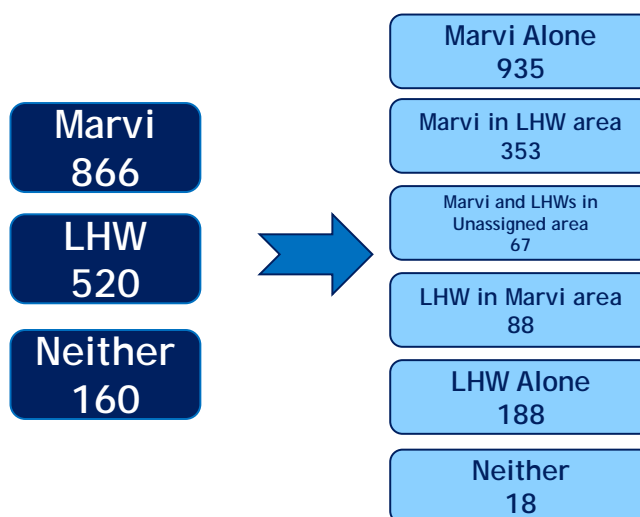 Marvi
866
LHW
520
Neither
160
Marvi Alone
935
Marvi in LHW area
353
Marvi and LHWs in
Unassigned area
67
LHW in Marvi area
88
LHW Alone
188
Neither
18